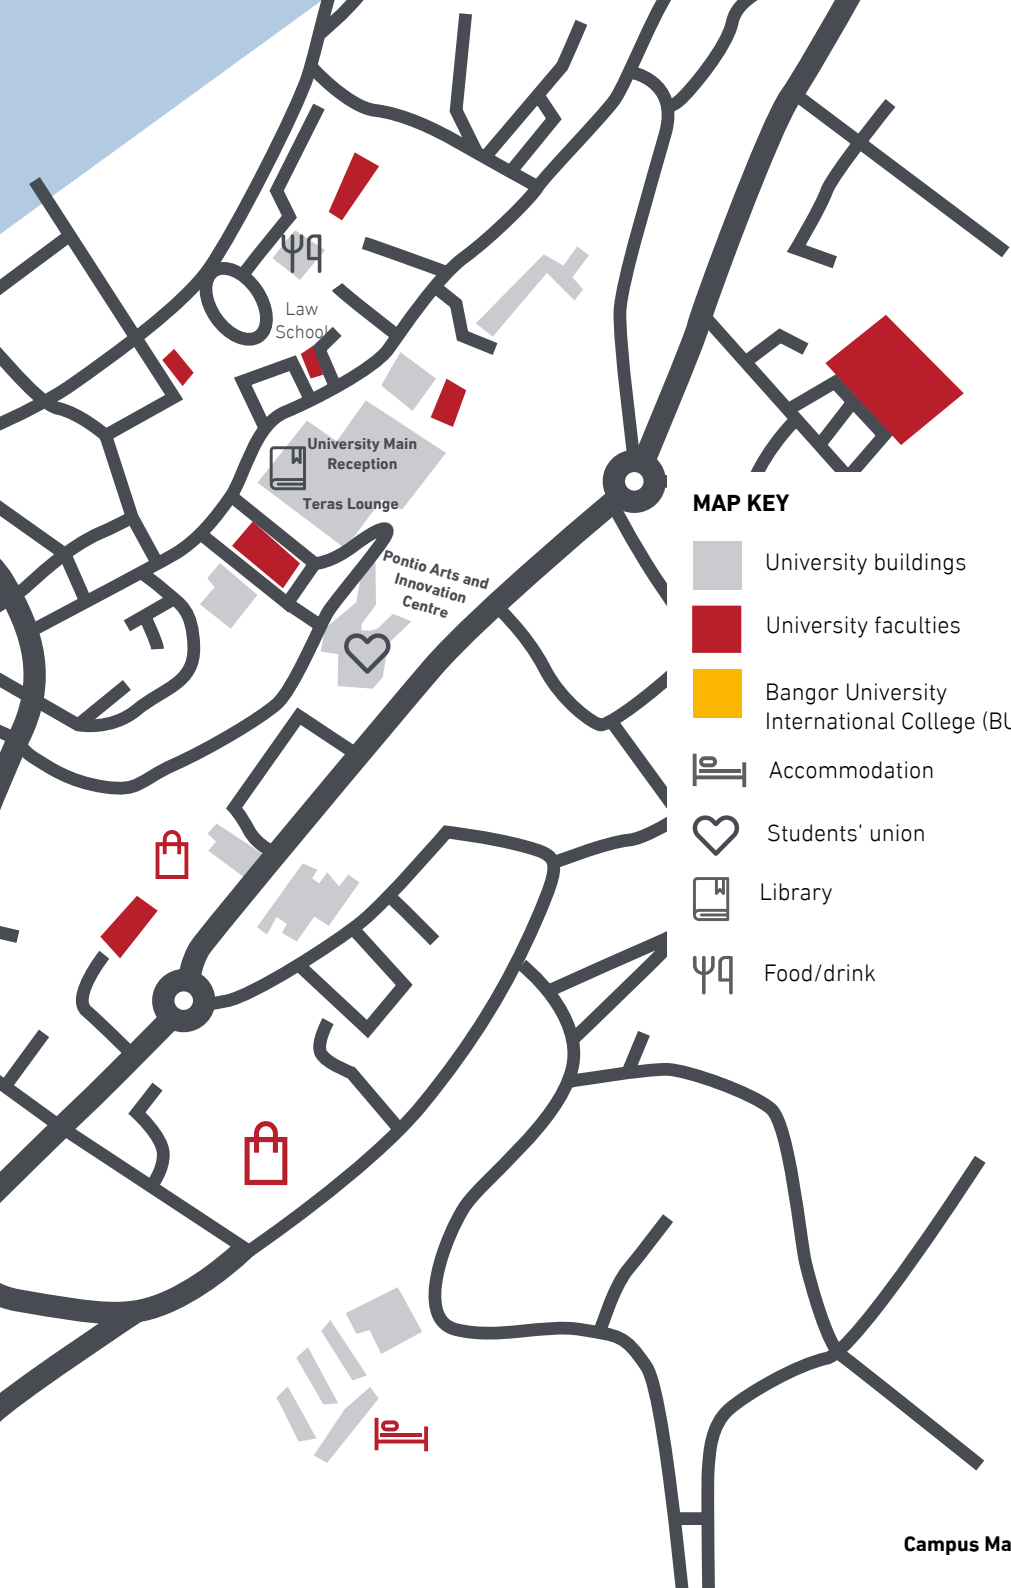 Law
School
University Main
Reception
Teras Lounge
Pontio Arts and
Innovation
Centre
MAP KEY
University buildings
University faculties
Bangor University
International College (BU
Accommodation
Students' union
Library
Food/drink
Campus Ma